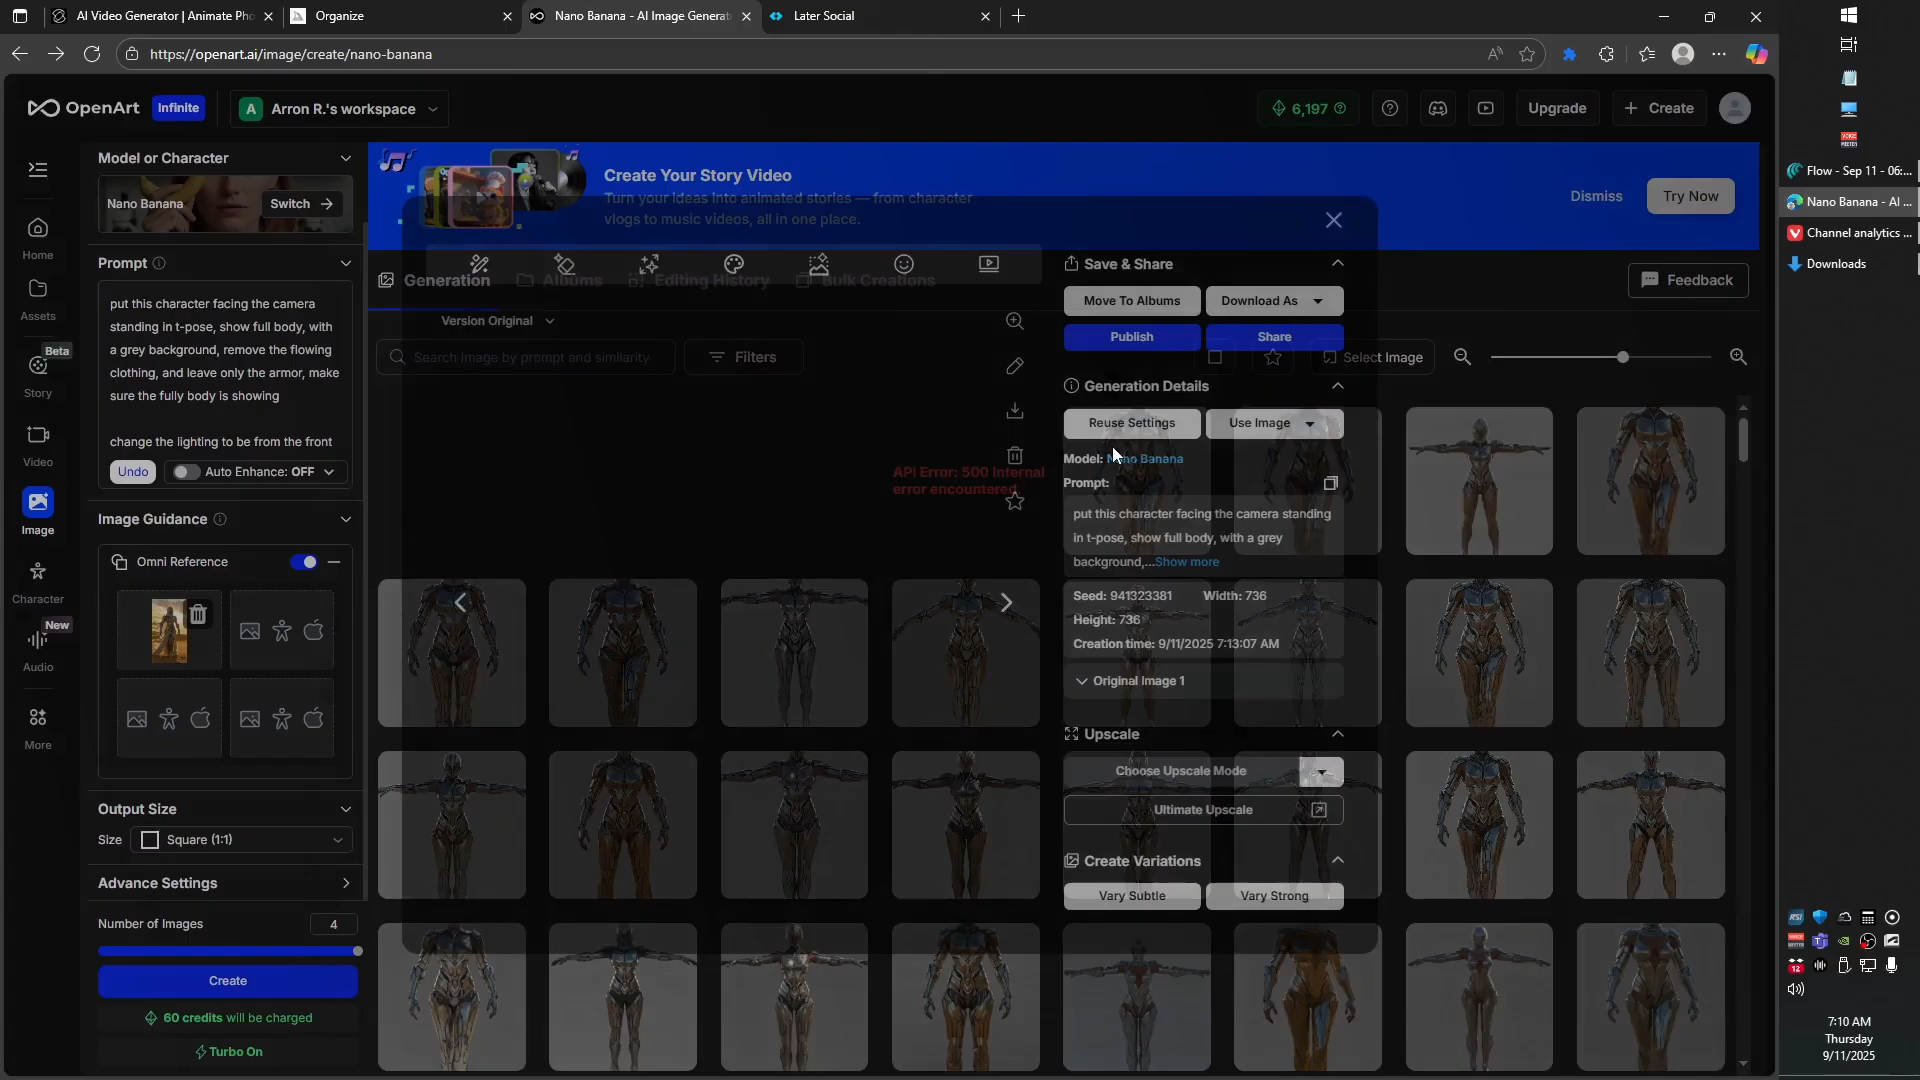 AI Video Generator | Animate Pho
Organize
Nano Banana - AI Image Generat
Later Social
https://openart.ai/image/create/nano-banana
OpenArt
Infinite
A
Arron R.'s workspace
6,197
Upgrade
+ Create
Home
Assets
Beta
Story
Video
Image
Character
New
Audio
More
Model or Character
Nano Banana
Switch
Prompt
put this character facing the camera
standing in t-pose, show full body, with
a grey background, remove the flowing
clothing, and leave only the armor, make
sure the fully body is showing
change the lighting to be from the front
Undo
Auto Enhance: OFF
Image Guidance
Omni Reference
Output Size
Size
Square (1:1)
Advance Settings
Number of Images
4
Create
60 credits will be charged
Turbo On
Create Your Story Video
Turn your ideas into animated stories — from character
vlogs to music videos, all in one place.
Dismiss
Try Now
Generation
Albums
Editing History
Bulk Creations
Feedback
Version Original
Search image by prompt and similarity
Filters
Select Image
API Error: 500 Internal
error encountered.
Save & Share
Move To Albums
Download As
Publish
Share
Generation Details
Reuse Settings
Use Image
Model: Nano Banana
Prompt:
put this character facing the camera standing
in t-pose, show full body, with a grey
background,...Show more
Seed: 941323381
Width: 736
Height: 736
Creation time: 9/11/2025 7:13:07 AM
Original Image 1
Upscale
Choose Upscale Mode
Ultimate Upscale
Create Variations
Vary Subtle
Vary Strong
Flow - Sep 11 - 06:...
Nano Banana - AI ...
Channel analytics ...
Downloads
RSI
12
7:10 AM
Thursday
9/11/2025